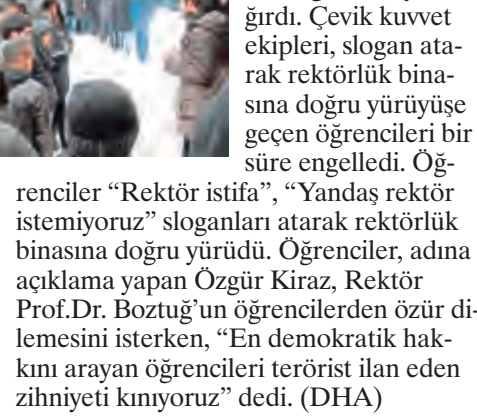 ğırdı. Çevik kuvvet
ekipleri, slogan ata-
rak rektörlük bina-
sına doğru yürüyüşe
geçen öğrencileri bir
süre engelledi. Öğ-
renciler “Rektör istifa”, “Yandaş rektör
istemiyoruz” sloganları atarak rektörlük
binasına doğru yürüdü. Öğrenciler, adına
açıklama yapan Özgür Kiraz, Rektör
Prof.Dr. Boztuğ’un öğrencilerden özür di-
lemesini isterken, “En demokratik hak-
kını arayan öğrencileri terörist ilan eden
zihniyeti kınıyoruz” dedi. (DHA)